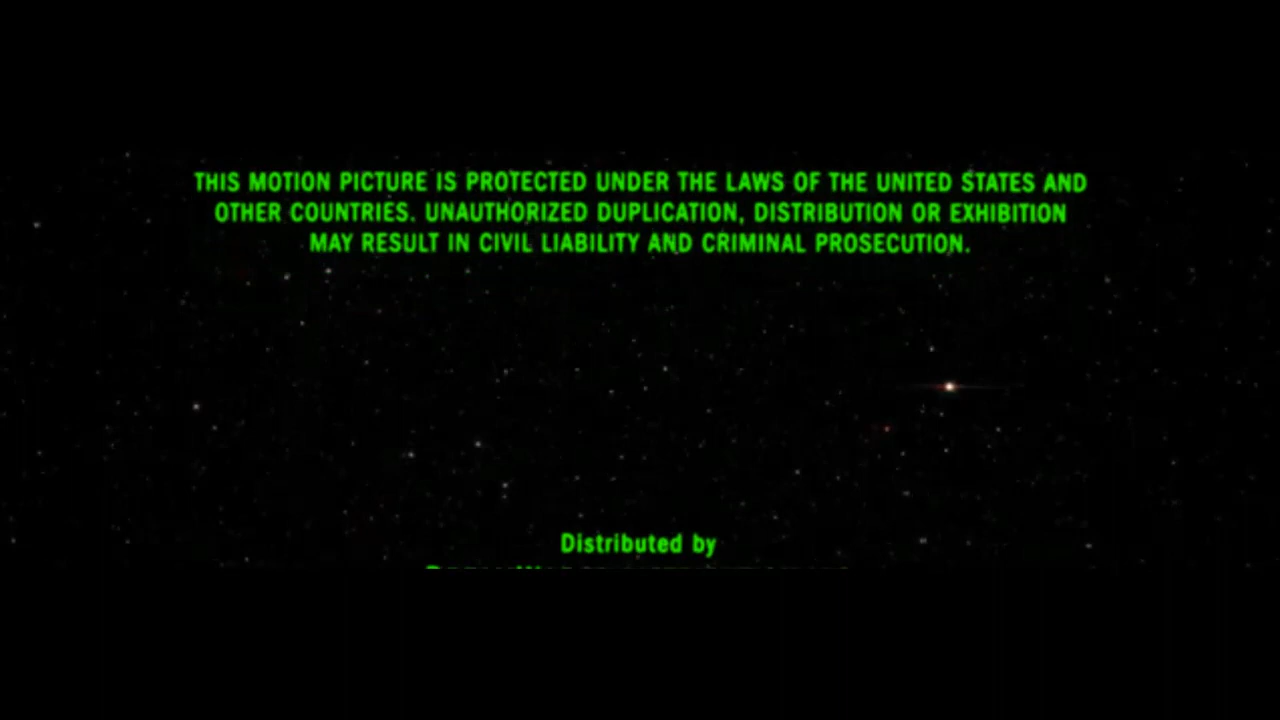 THIS MOTION PICTURE IS PROTECTED UNDER THE LAWS OF THE UNITED STATES AND
OTHER COUNTRIES. UNAUTHORIZED DUPLICATION, DISTRIBUTION OR EXHIBITION
MAY RESULT IN CIVIL LIABILITY AND CRIMINAL PROSECUTION.
Distributed by